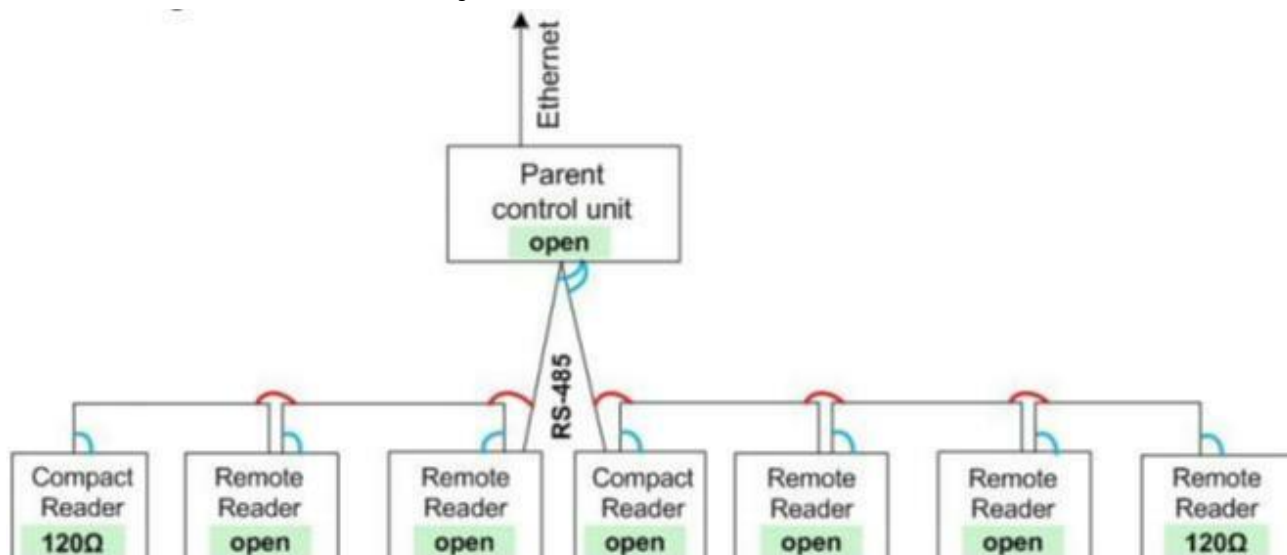 Ethernet
Parent
control unit
open
RS-485
Compact
Reader
120Ω
Remote
Reader
open
Remote
Reader
open
Compact
Reader
open
Remote
Reader
open
Remote
Reader
open
Remote
Reader
120Ω